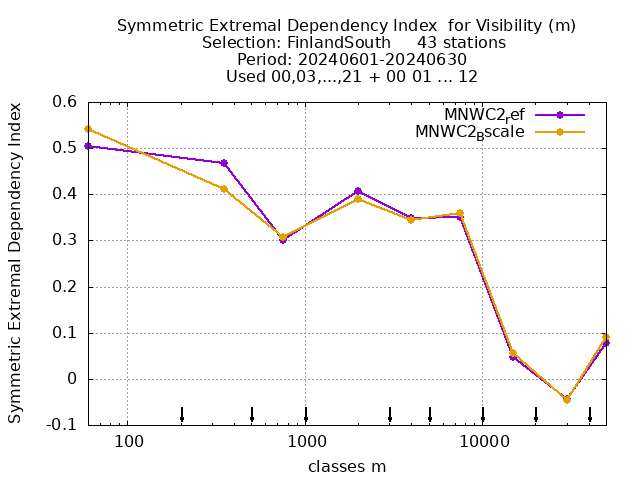 Symmetric Extremal Dependency Index  for Visibility (m)
Selection: FinlandSouth     43 stations
Period: 20240601-20240630
Used 00,03,...,21 + 00 01 ... 12
MNWC2ref
MNWC2Bscale
Symmetric Extremal Dependency Index
0.6
0.5
0.4
0.3
0.2
0.1
0
-0.1
100
1000
10000
classes m